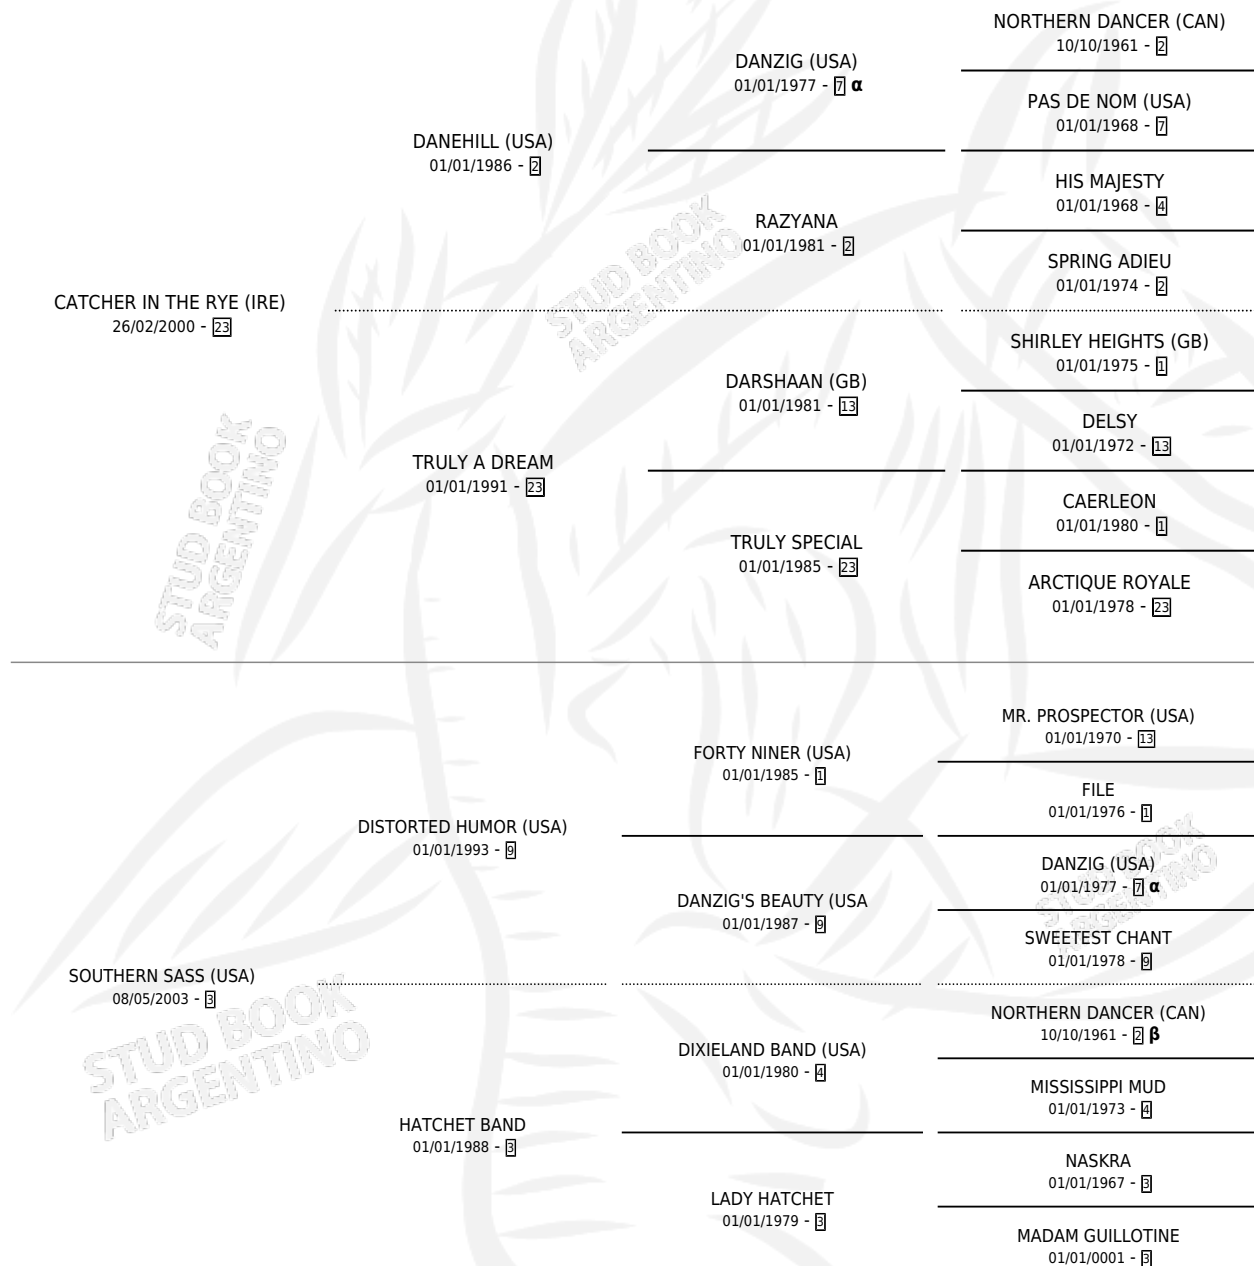 NORTHERN DANCER (CAN)
10/10/1961 - 2
DANZIG (USA)
01/01/1977 - 7 α
PAS DE NOM (USA)
01/01/1968 - 7
DANEHILL (USA)
01/01/1986 - 2
HIS MAJESTY
01/01/1968 - 4
RAZYANA
01/01/1981 - 2
SPRING ADIEU
01/01/1974 - 2
CATCHER IN THE RYE (IRE)
26/02/2000 - 23
SHIRLEY HEIGHTS (GB)
01/01/1975 - 1
DARSHAAN (GB)
01/01/1981 - 13
DELSY
01/01/1972 - 13
TRULY A DREAM
01/01/1991 - 23
CAERLEON
01/01/1980 - 1
TRULY SPECIAL
01/01/1985 - 23
ARCTIQUE ROYALE
01/01/1978 - 23
MR. PROSPECTOR (USA)
01/01/1970 - 13
FORTY NINER (USA)
01/01/1985 - 1
FILE
01/01/1976 - 1
DISTORTED HUMOR (USA)
01/01/1993 - 9
DANZIG (USA)
01/01/1977 - 7 α
DANZIG'S BEAUTY (USA
01/01/1987 - 9
SWEETEST CHANT
01/01/1978 - 9
SOUTHERN SASS (USA)
08/05/2003 - 3
NORTHERN DANCER (CAN)
10/10/1961 - 2 β
DIXIELAND BAND (USA)
01/01/1980 - 4
MISSISSIPPI MUD
01/01/1973 - 4
HATCHET BAND
01/01/1988 - 3
NASKRA
01/01/1967 - 3
LADY HATCHET
01/01/1979 - 3
MADAM GUILLOTINE
01/01/0001 - 3
STUD BOOK
ARGENTINO
STUD BOOK
ARGENTINO
STUD BOOK
ARGENTINO
STUD BOOK
ARGENTINO